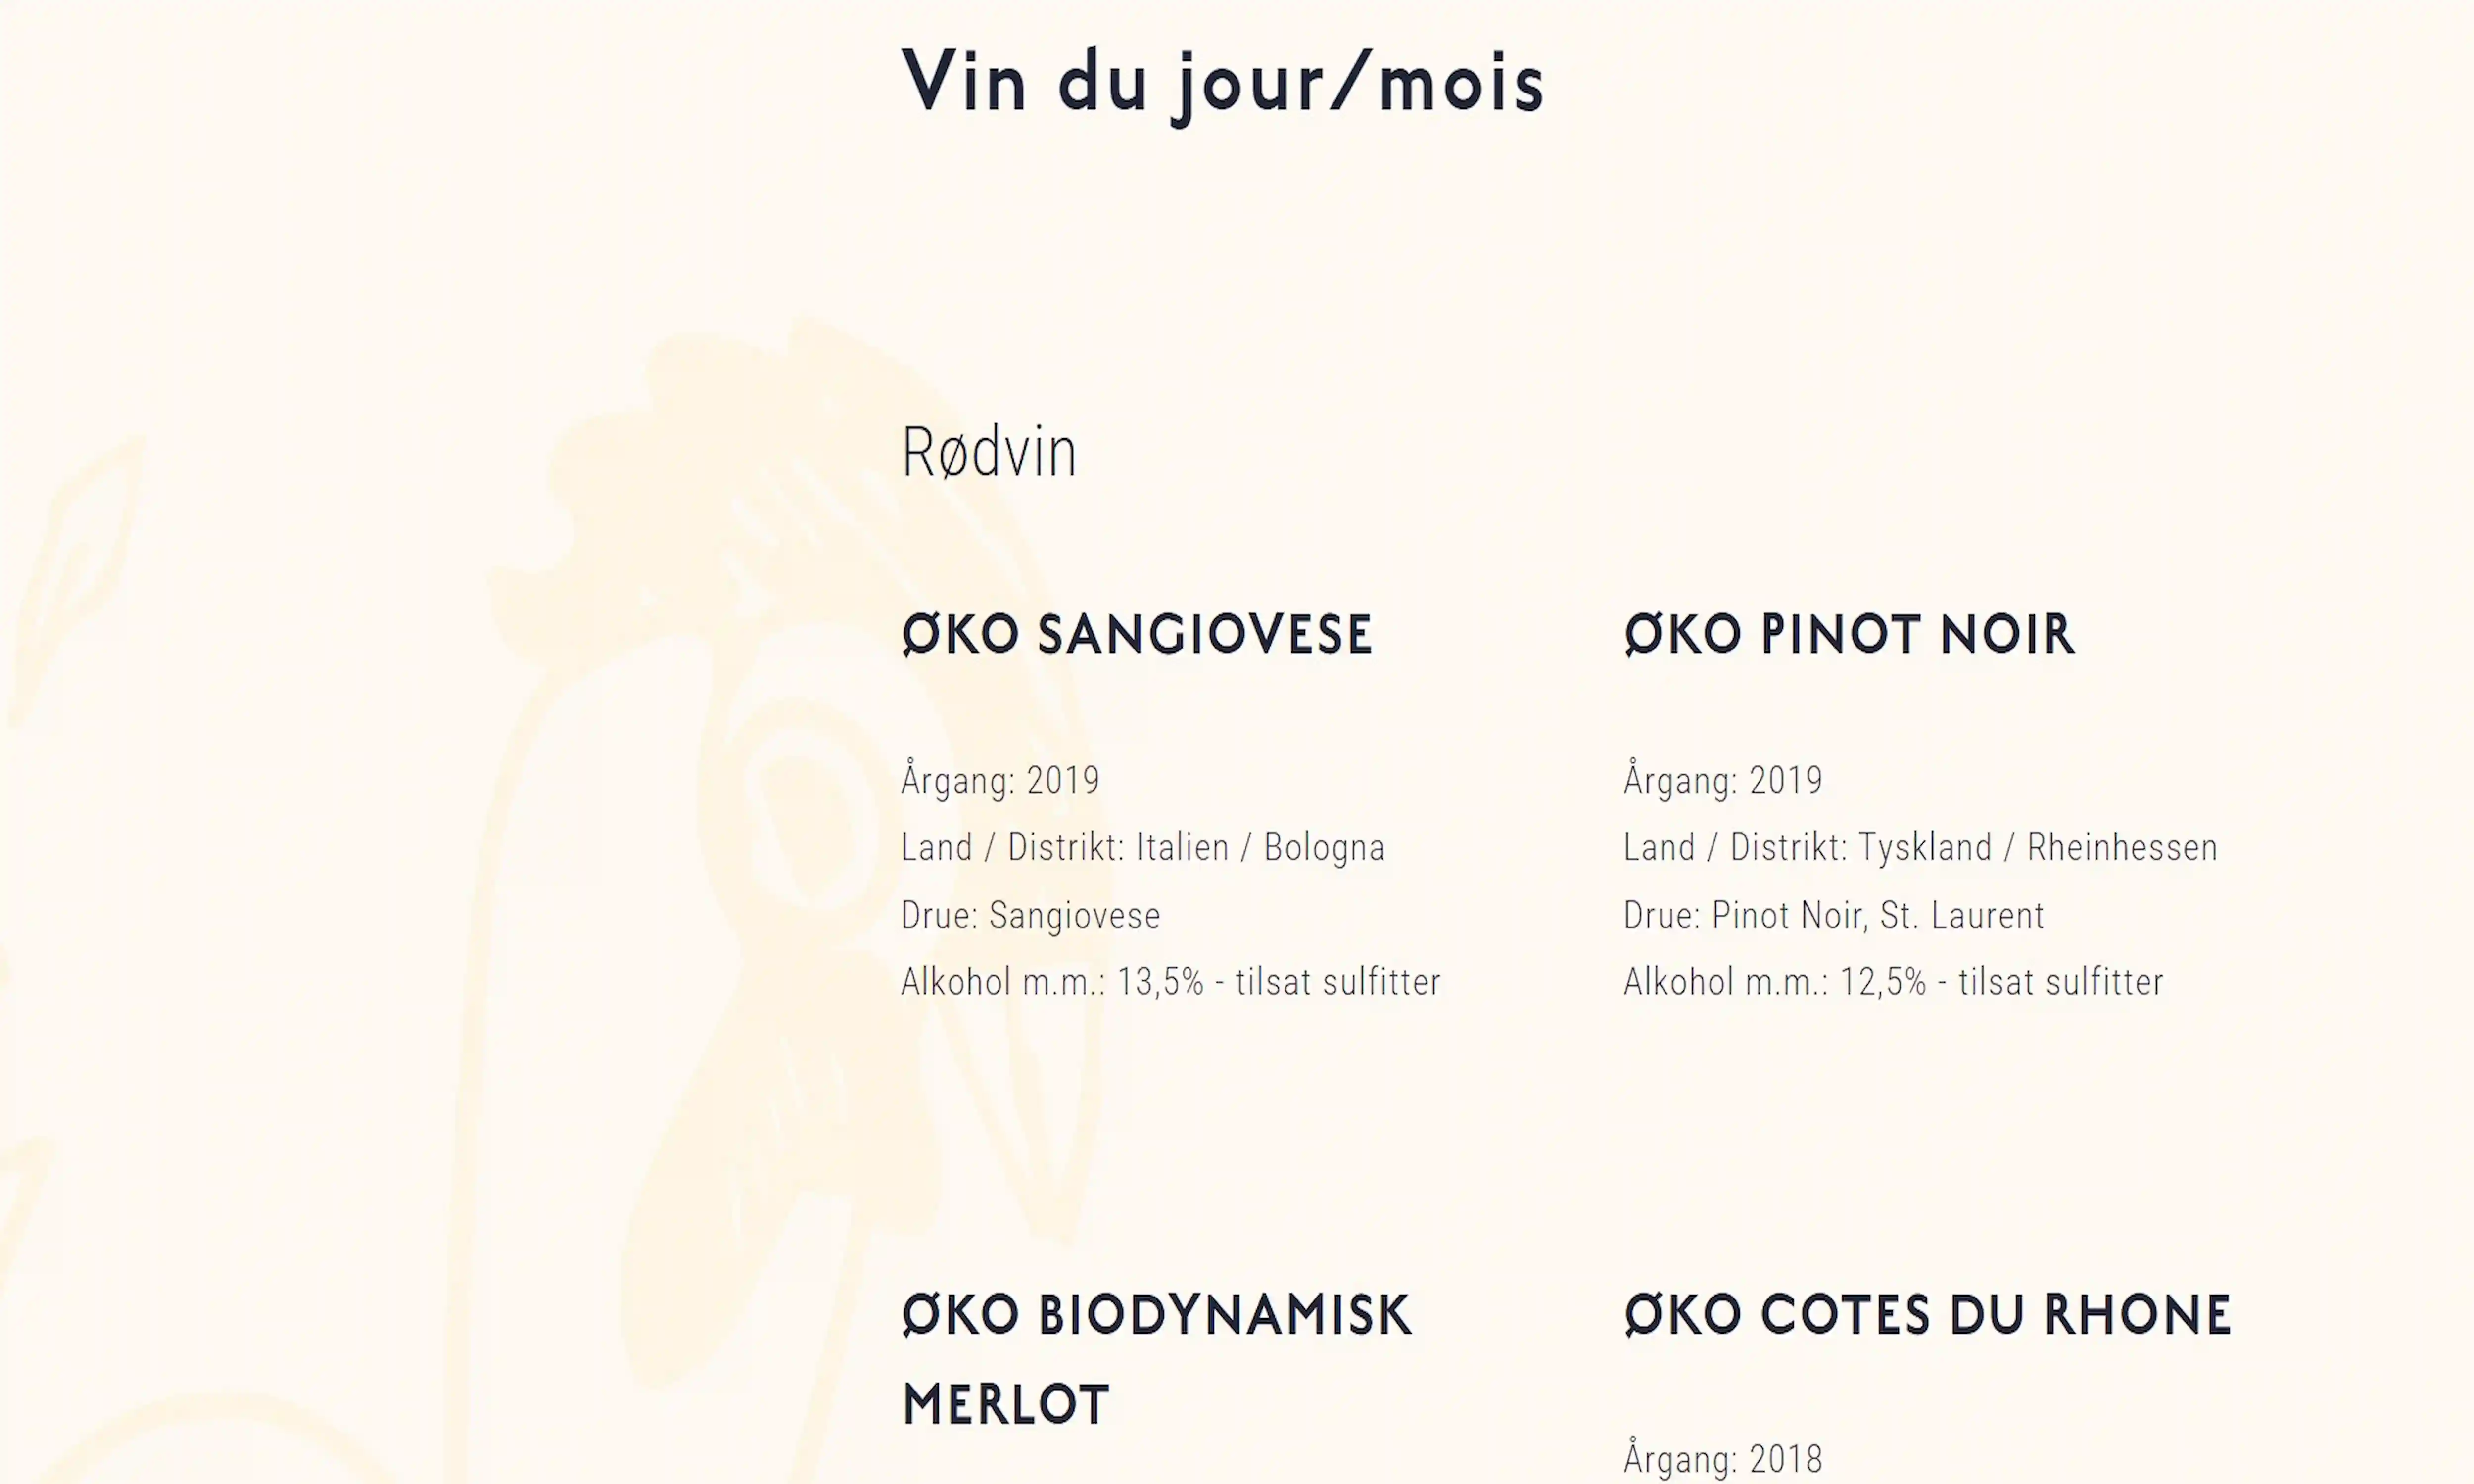 Vin du jour/mois
Rødvin
ØKO SANGIOVESE
Årgang: 2019
Land / Distrikt: Italien / Bologna
Drue: Sangiovese
Alkohol m.m.: 13,5% - tilsat sulfitter
ØKO PINOT NOIR
Årgang: 2019
Land / Distrikt: Tyskland / Rheinhessen
Drue: Pinot Noir, St. Laurent
Alkohol m.m.: 12,5% - tilsat sulfitter
ØKO BIODYNAMISK
MERLOT
ØKO COTES DU RHONE
Årgang: 2018